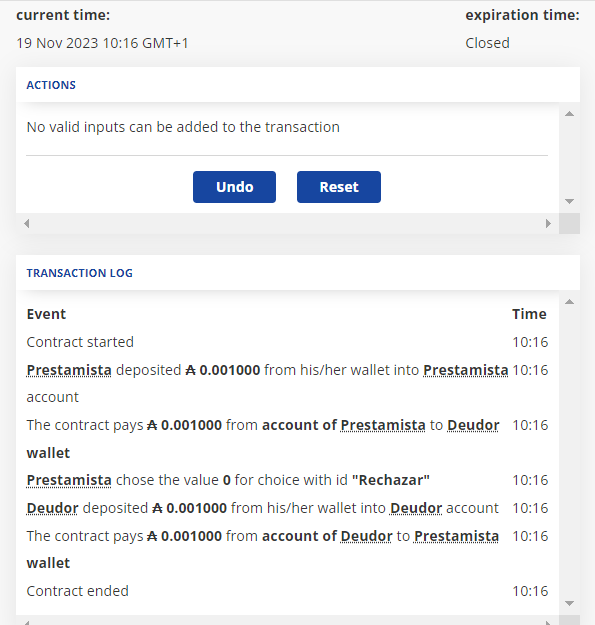 current time: expiration time:
19 Nov 2023 10:16 GMT+1 Closed
ACTIONS
No valid inputs can be added to the transaction
Undo Reset
TRANSACTION LOG
Event Time
Contract started 10:16
Prestamista deposited ₳ 0.001000 from his/her wallet into Prestamista 10:16
account
The contract pays ₳ 0.001000 from account of Prestamista to Deudor 10:16
wallet
Prestamista chose the value 0 for choice with id "Rechazar" 10:16
Deudor deposited ₳ 0.001000 from his/her wallet into Deudor account 10:16
The contract pays ₳ 0.001000 from account of Deudor to Prestamista 10:16
wallet
Contract ended 10:16